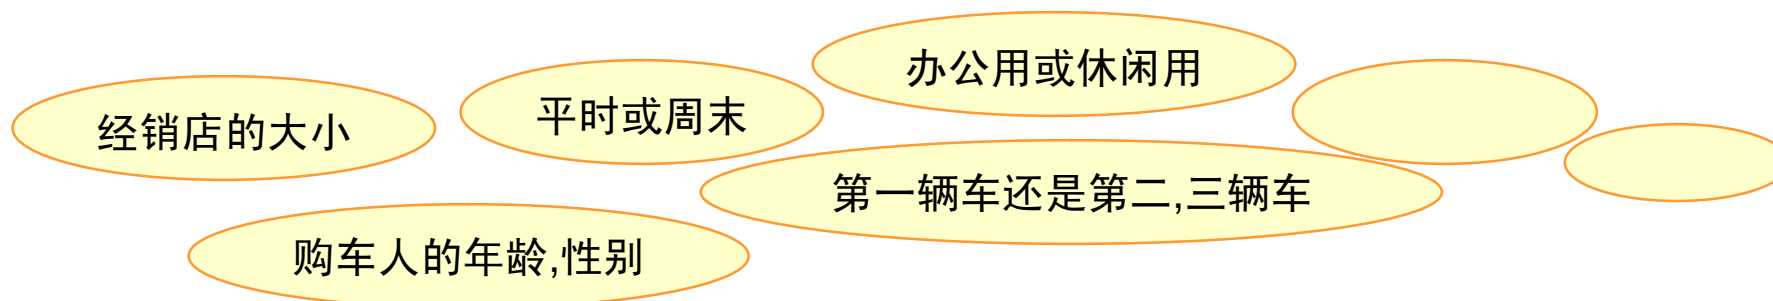 办公用或休闲用
平时或周末
经销店的大小
第一辆车还是第二,三辆车
购车人的年龄,性别